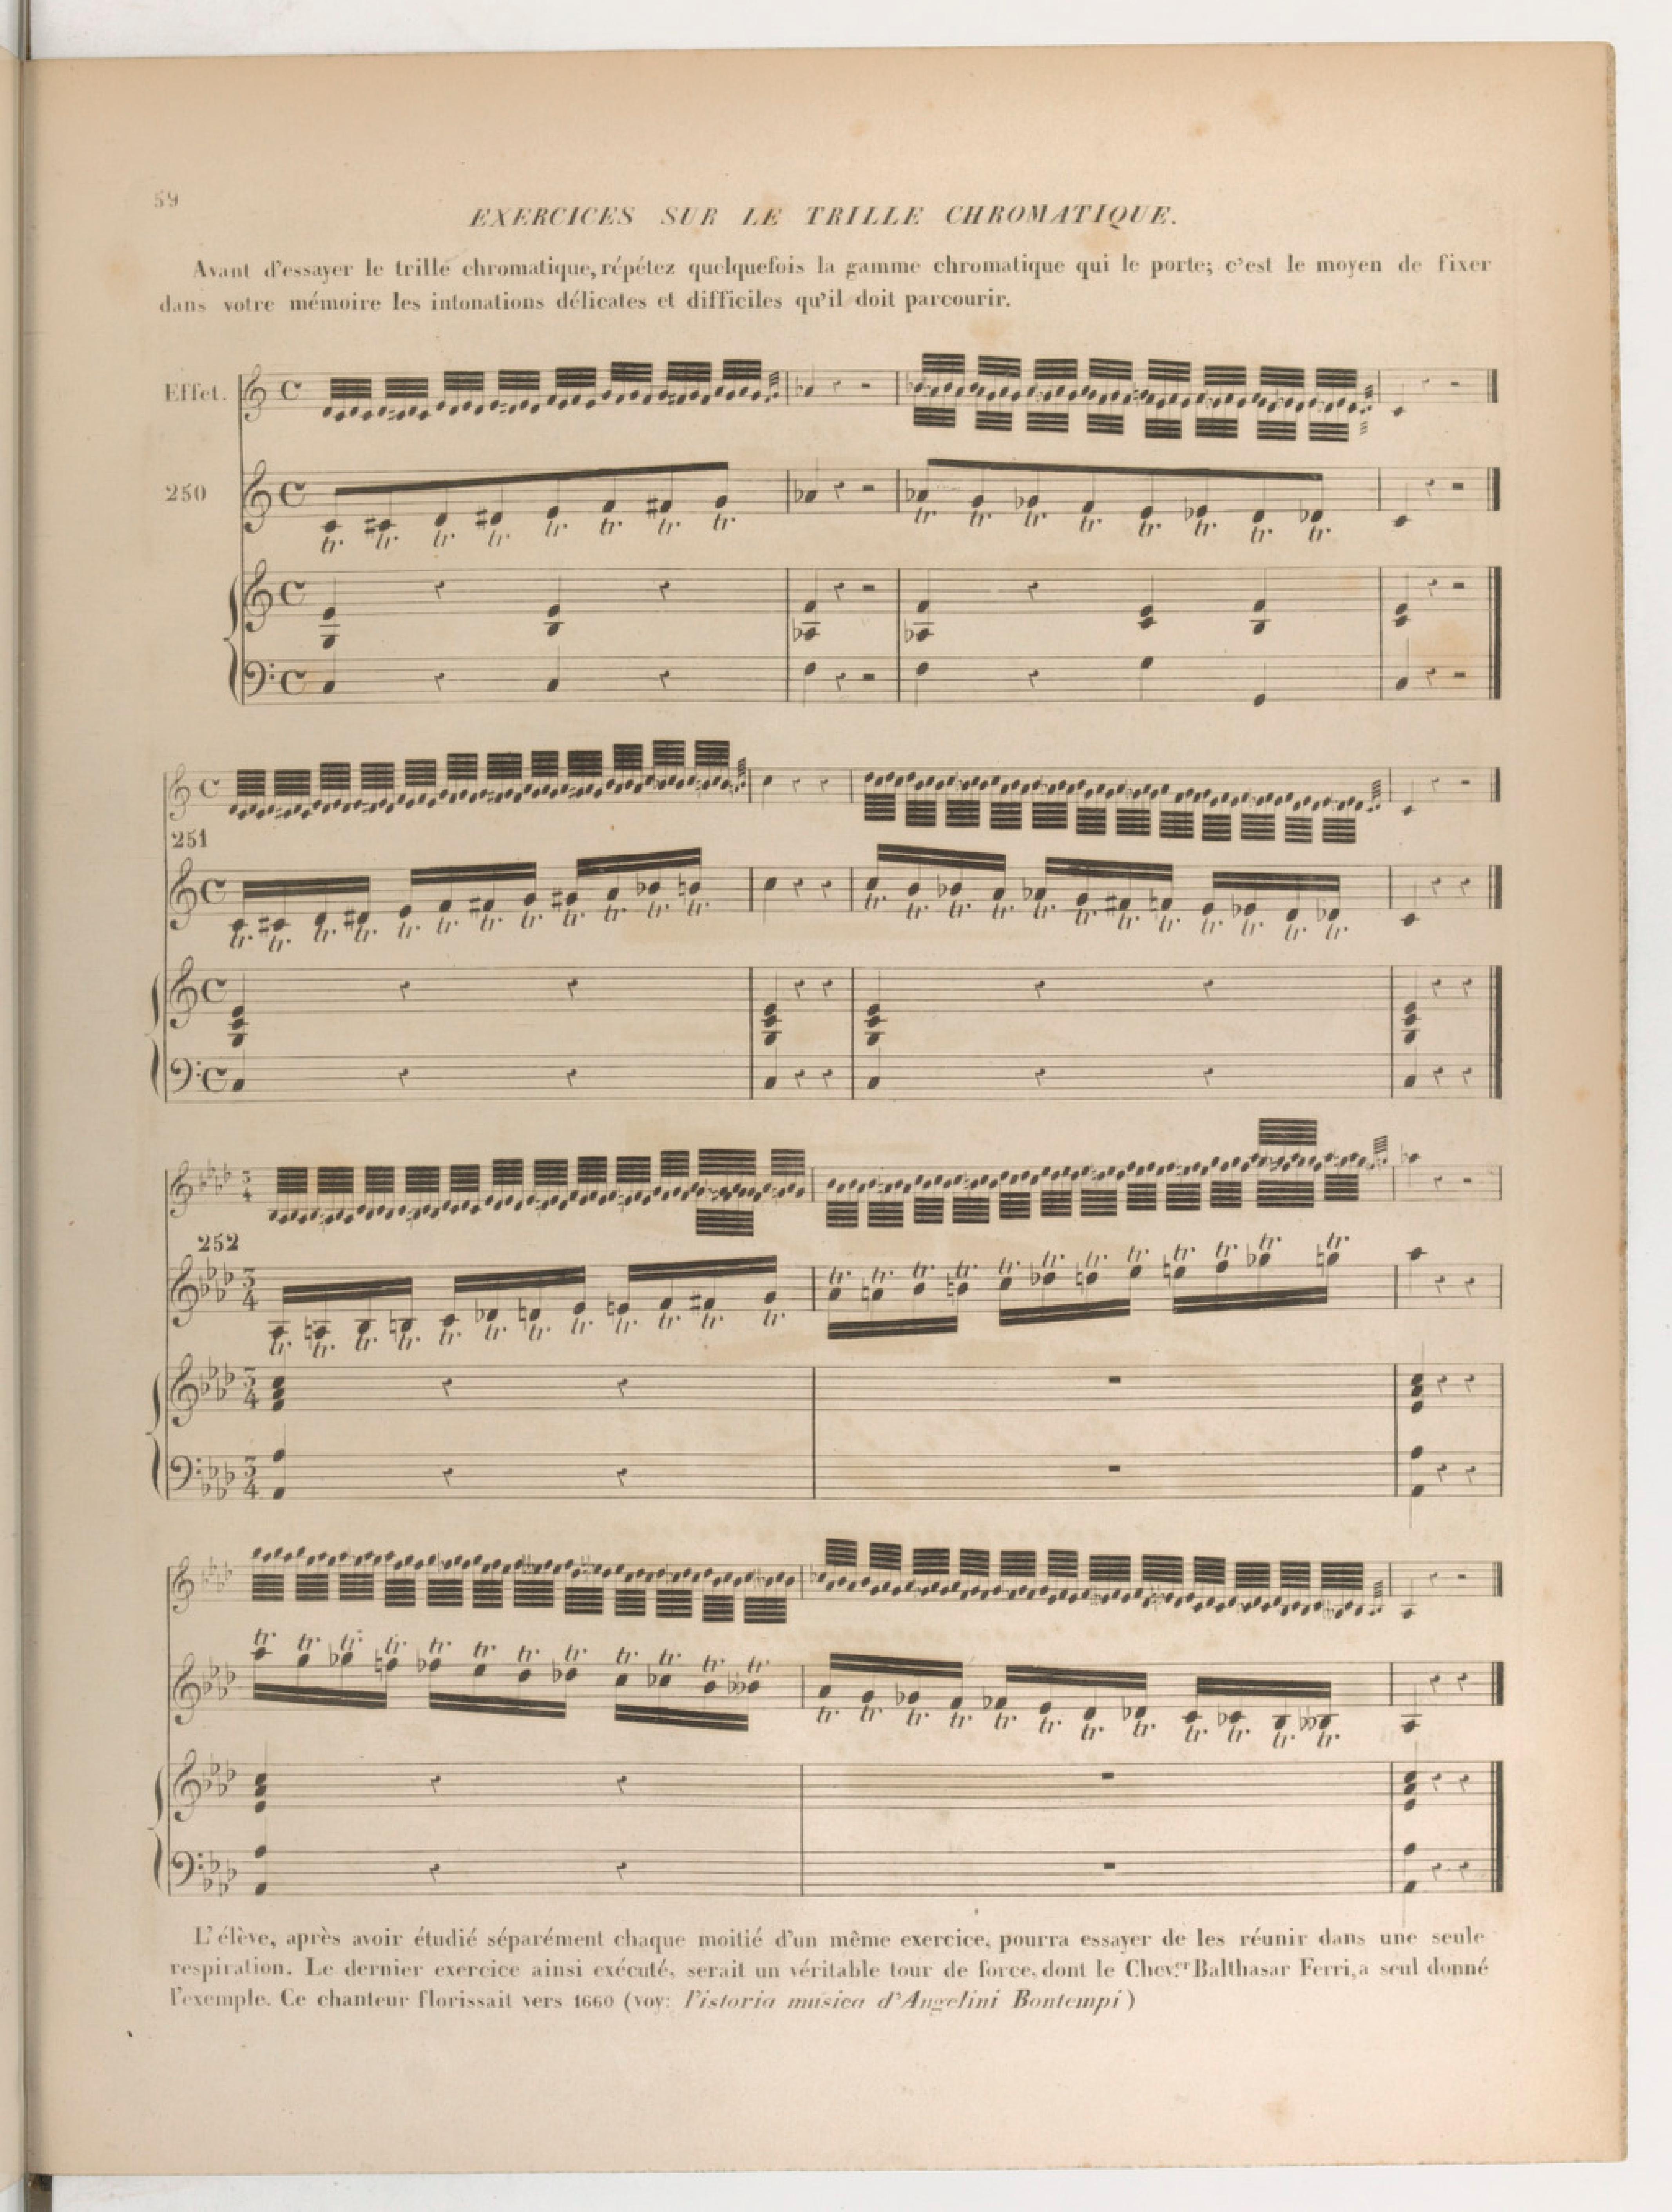 59
EXERCICES SUR LE TRILLE CHROMATIQUE.
Avant d'essayer le trille chromatique, répétez quelquefois la gamme chromatique qui le porte; c'est le moyen de fixer
dans votre mémoire les intonations délicates et difficiles qu'il doit parcourir.
Effet.
250
tr. tr. tr. tr. tr. tr. tr. tr. tr. tr. tr. tr. tr. tr. tr. tr.
251
tr. tr. tr. tr. tr. tr. tr. tr. tr. tr. tr. tr. tr. tr. tr. tr. tr. tr. tr. tr. tr. tr. tr. tr.
3/4
252
3/4
tr. tr. tr. tr. tr. tr. tr. tr. tr. tr. tr. tr. tr. tr. tr. tr. tr. tr. tr. tr. tr. tr. tr. tr.
3/4
3/4
tr. tr. tr. tr. tr. tr. tr. tr. tr. tr. tr. tr. tr. tr. tr. tr. tr. tr. tr. tr. tr. tr. tr. tr.
L'élève, après avoir étudié séparément chaque moitié d'un même exercice, pourra essayer de les réunir dans une seule
respiration. Le dernier exercice ainsi exécuté, serait un véritable tour de force, dont le Chev.er Balthasar Ferri, a seul donné
l'exemple. Ce chanteur florissait vers 1660 (voy: l'istoria musica d'Angelini Bontempi)